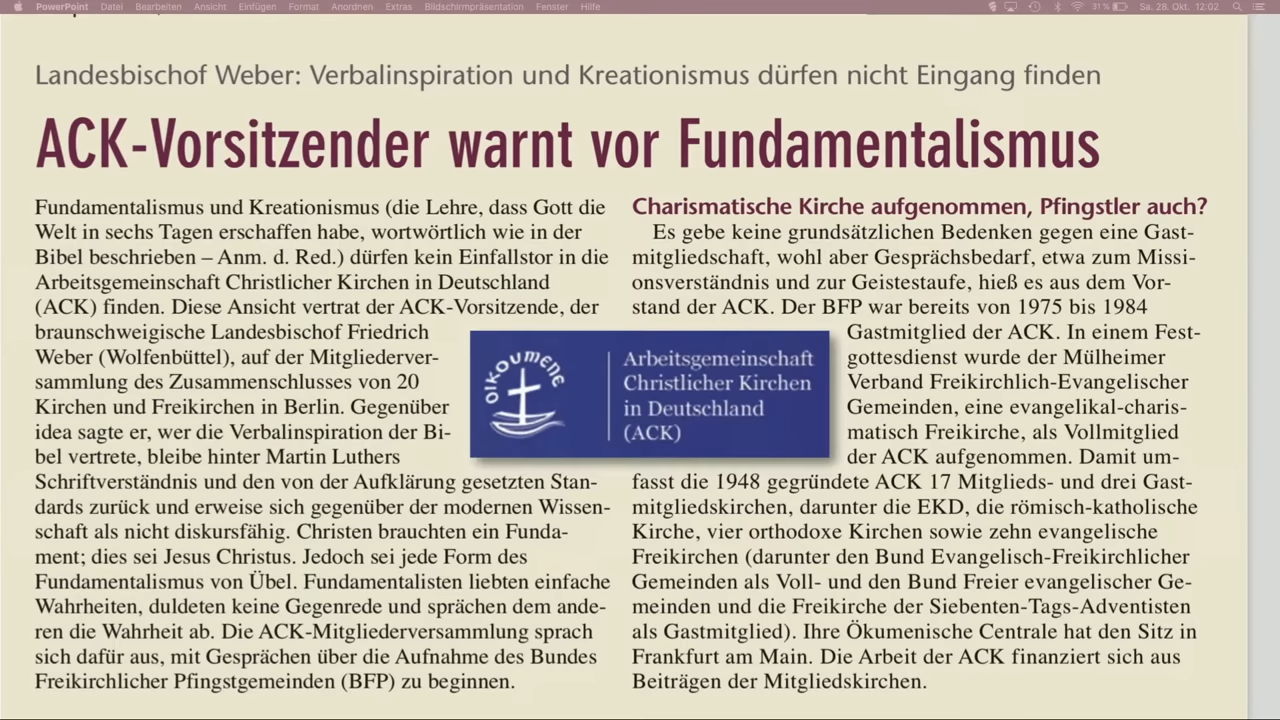 PowerPoint Datei Bearbeiten Ansicht Einfügen Format Anordnen Extras Bildschirmpräsentation Fenster Hilfe 31 % Sa. 28. Okt. 12:02
Landesbischof Weber: Verbalinspiration und Kreationismus dürfen nicht Eingang finden
ACK-Vorsitzender warnt vor Fundamentalismus
Fundamentalismus und Kreationismus (die Lehre, dass Gott die
Welt in sechs Tagen erschaffen habe, wortwörtlich wie in der
Bibel beschrieben – Anm. d. Red.) dürfen kein Einfallstor in die
Arbeitsgemeinschaft Christlicher Kirchen in Deutschland
(ACK) finden. Diese Ansicht vertrat der ACK-Vorsitzende, der
braunschweigische Landesbischof Friedrich
Weber (Wolfenbüttel), auf der Mitgliederver-
sammlung des Zusammenschlusses von 20
Kirchen und Freikirchen in Berlin. Gegenüber
idea sagte er, wer die Verbalinspiration der Bi-
bel vertrete, bleibe hinter Martin Luthers
Schriftverständnis und den von der Aufklärung gesetzten Stan-
dards zurück und erweise sich gegenüber der modernen Wissen-
schaft als nicht diskursfähig. Christen brauchten ein Funda-
ment; dies sei Jesus Christus. Jedoch sei jede Form des
Fundamentalismus von Übel. Fundamentalisten liebten einfache
Wahrheiten, duldeten keine Gegenrede und sprächen dem ande-
ren die Wahrheit ab. Die ACK-Mitgliederversammlung sprach
sich dafür aus, mit Gesprächen über die Aufnahme des Bundes
Freikirchlicher Pfingstgemeinden (BFP) zu beginnen.
OIKOUMENE
Arbeitsgemeinschaft
Christlicher Kirchen
in Deutschland
(ACK)
Charismatische Kirche aufgenommen, Pfingstler auch?
Es gebe keine grundsätzlichen Bedenken gegen eine Gast-
mitgliedschaft, wohl aber Gesprächsbedarf, etwa zum Missi-
onsverständnis und zur Geistestaufe, hieß es aus dem Vor-
stand der ACK. Der BFP war bereits von 1975 bis 1984
Gastmitglied der ACK. In einem Fest-
gottesdienst wurde der Mülheimer
Verband Freikirchlich-Evangelischer
Gemeinden, eine evangelikal-charis-
matisch Freikirche, als Vollmitglied
der ACK aufgenommen. Damit um-
fasst die 1948 gegründete ACK 17 Mitglieds- und drei Gast-
mitgliedskirchen, darunter die EKD, die römisch-katholische
Kirche, vier orthodoxe Kirchen sowie zehn evangelische
Freikirchen (darunter den Bund Evangelisch-Freikirchlicher
Gemeinden als Voll- und den Bund Freier evangelischer Ge-
meinden und die Freikirche der Siebenten-Tags-Adventisten
als Gastmitglied). Ihre Ökumenische Zentrale hat den Sitz in
Frankfurt am Main. Die Arbeit der ACK finanziert sich aus
Beiträgen der Mitgliedskirchen.